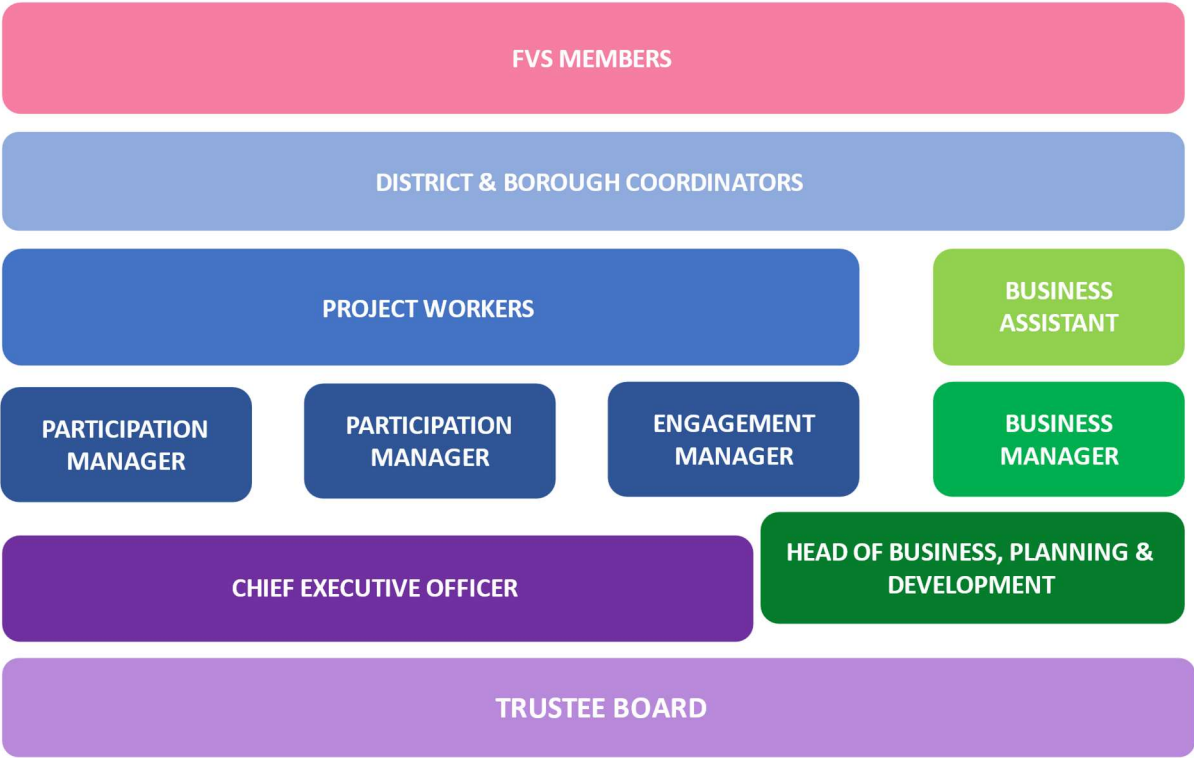 FVS MEMBERS
DISTRICT & BOROUGH COORDINATORS
PROJECT WORKERS
BUSINESS
ASSISTANT
PARTICIPATION
MANAGER
PARTICIPATION
MANAGER
ENGAGEMENT
MANAGER
BUSINESS
MANAGER
CHIEF EXECUTIVE OFFICER
HEAD OF BUSINESS, PLANNING &
DEVELOPMENT
TRUSTEE BOARD